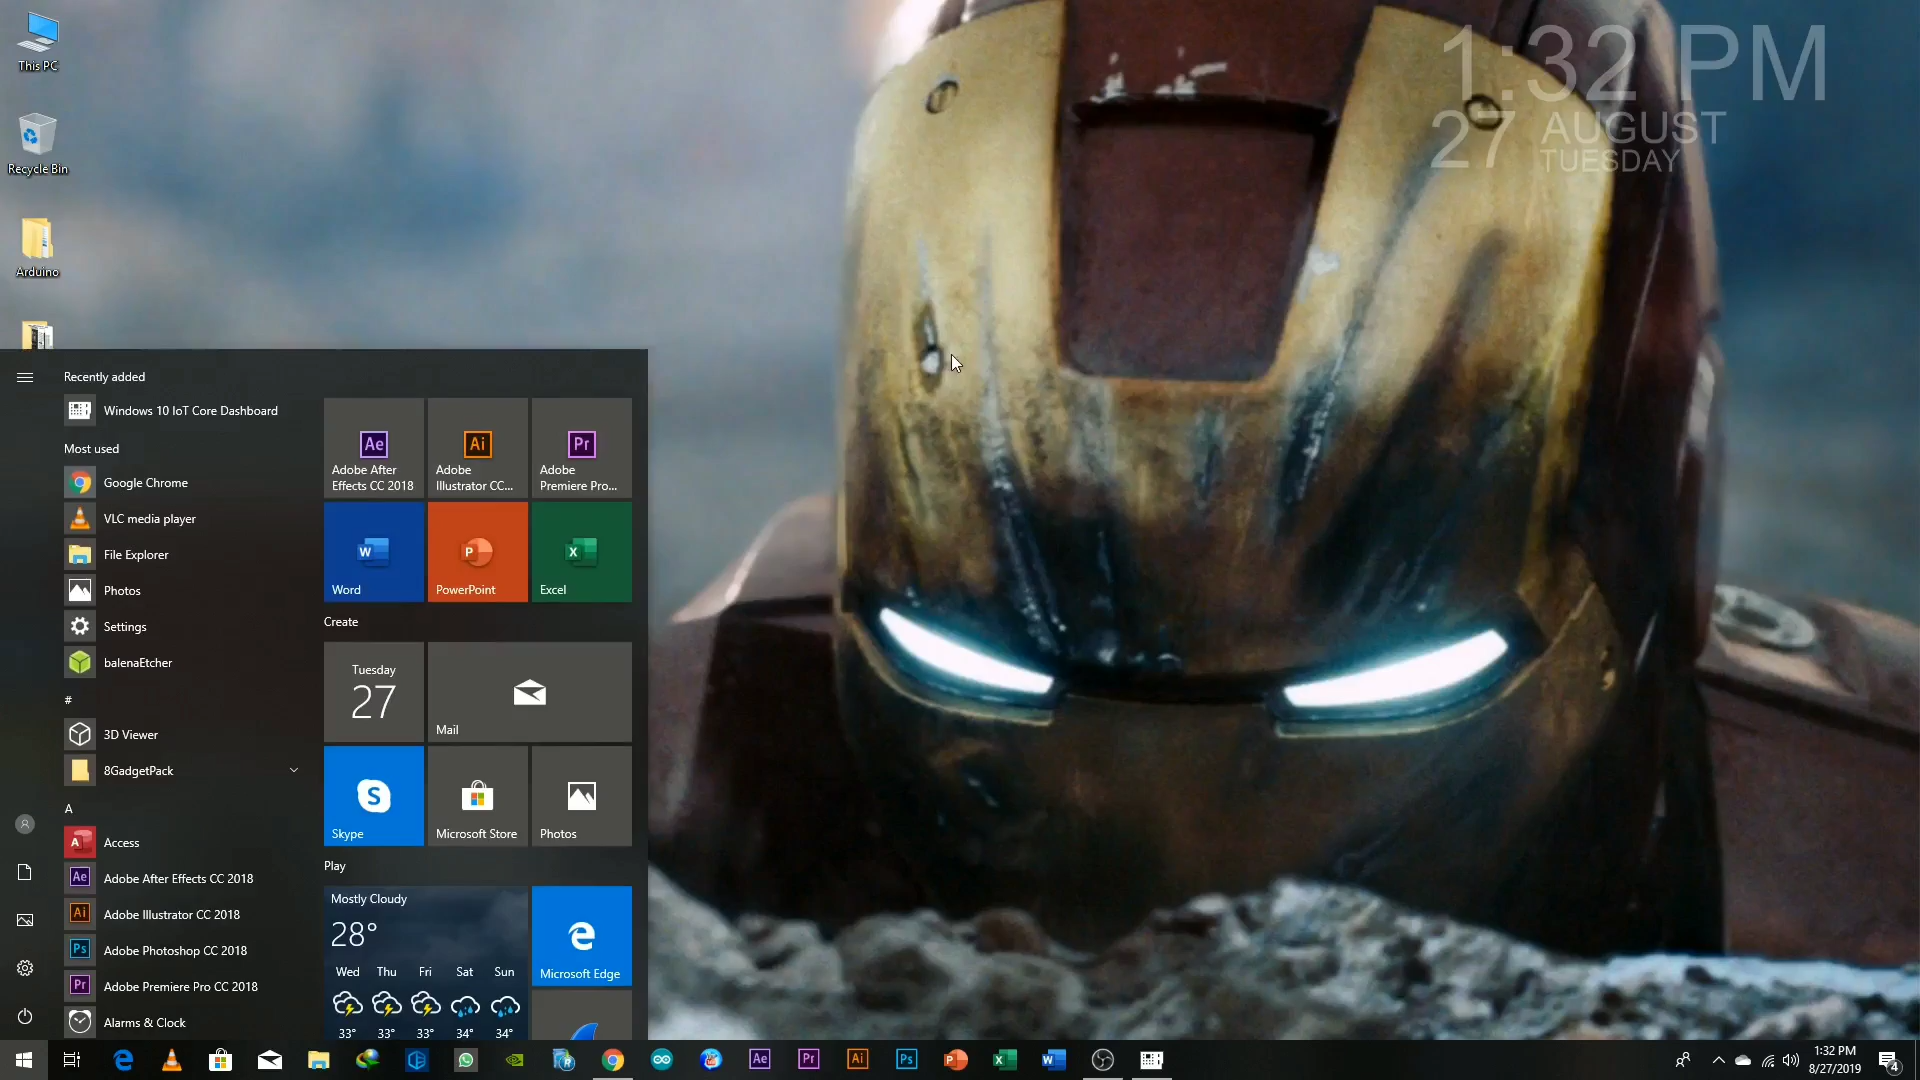 This PC
Recycle Bin
Arduino
1:32 PM
27 AUGUST
TUESDAY
Recently added
Windows 10 IoT Core Dashboard
Most used
Google Chrome
VLC media player
File Explorer
Photos
Settings
balenaEtcher
#
3D Viewer
8GadgetPack
A
Access
Adobe After Effects CC 2018
Adobe Illustrator CC 2018
Adobe Photoshop CC 2018
Adobe Premiere Pro CC 2018
Alarms & Clock
Ae
Ai
Pr
Adobe After
Effects CC 2018
Adobe
Illustrator CC...
Adobe
Premiere Pro...
Word
PowerPoint
Excel
Create
Tuesday
27
Mail
Skype
Microsoft Store
Photos
Play
Mostly Cloudy
28°
Wed Thu Fri Sat Sun
33° 33° 33° 34° 34°
Microsoft Edge
1:32 PM
8/27/2019
4